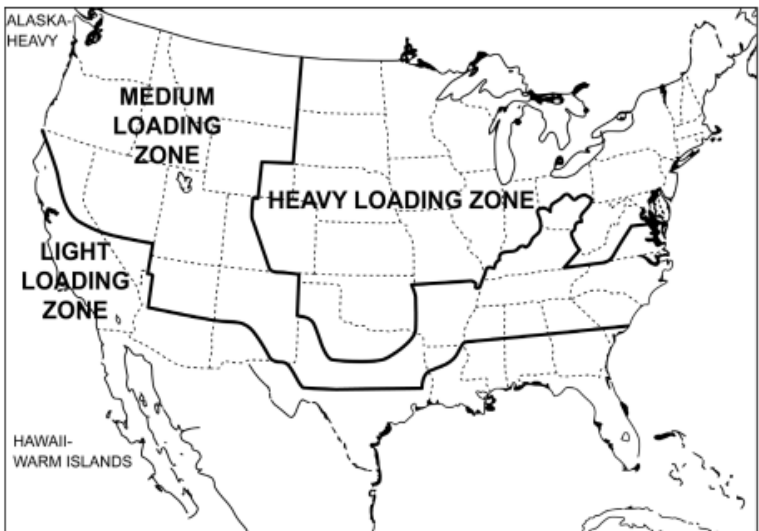 ALASKA-
HEAVY
MEDIUM
LOADING
ZONE
HEAVY LOADING ZONE
LIGHT
LOADING
ZONE
HAWAII-
WARM ISLANDS